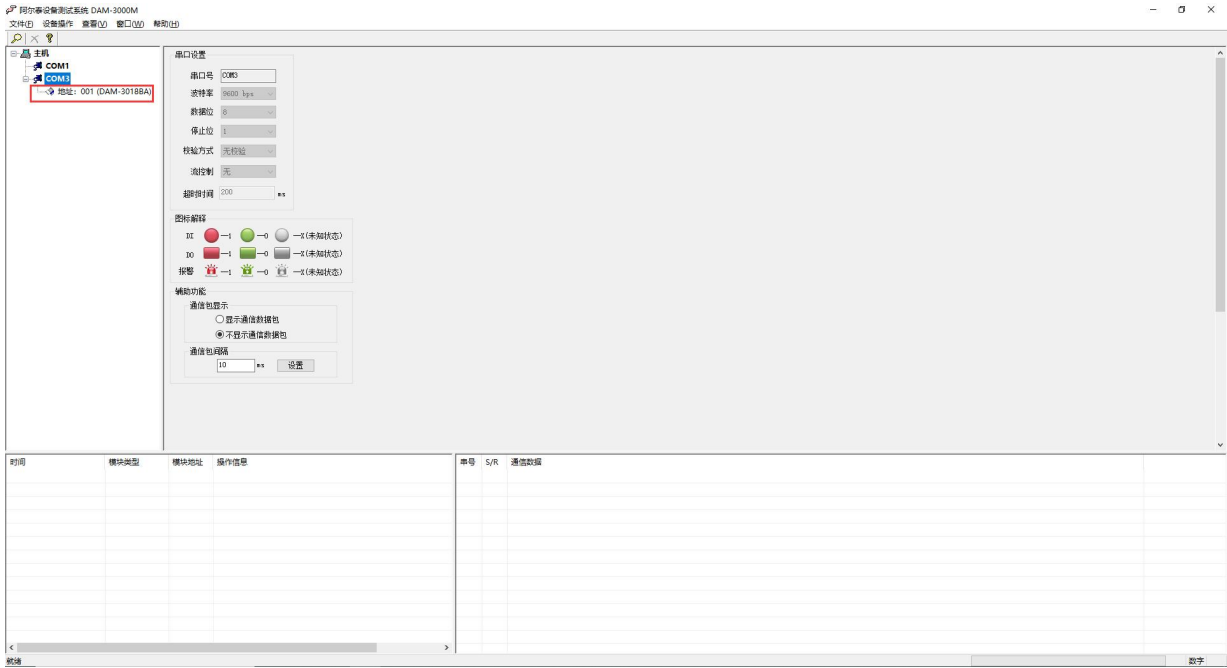 阿尔泰设备测试系统 DAM-3000M
文件(F) 设备操作 查看(V) 窗口(W) 帮助(H)
主机
COM1
COM3
地址：001 (DAM-3018BA)
串口设置
串口号 COM3
波特率 9600 bps
数据位 8
停止位 1
校验方式 无校验
流控制 无
超时时间 200 ms
图标解释
DI —1 —0 —X(未知状态)
DO —1 —0 —X(未知状态)
报警 —1 —0 —X(未知状态)
辅助功能
通信包显示
显示通信数据包
不显示通信数据包
通信包间隔
10 ms 设置
时间 模块类型 模块地址 操作信息
串号 S/R 通信数据
就绪
数字